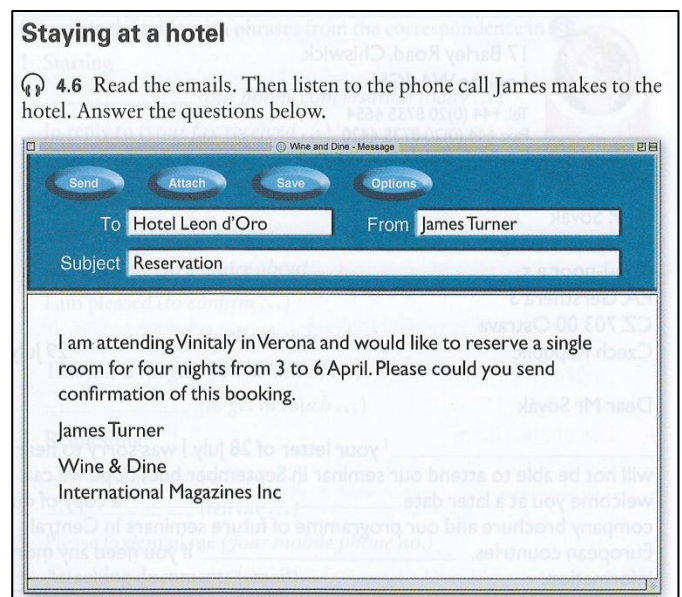 Staying at a hotel
4.6 Read the emails. Then listen to the phone call James makes to the
hotel. Answer the questions below.
Wine and Dine - Message
Send Attach Save Options
To Hotel Leon d'Oro From James Turner
Subject Reservation
I am attending Vinitaly in Verona and would like to reserve a single
room for four nights from 3 to 6 April. Please could you send
confirmation of this booking.
James Turner
Wine & Dine
International Magazines Inc